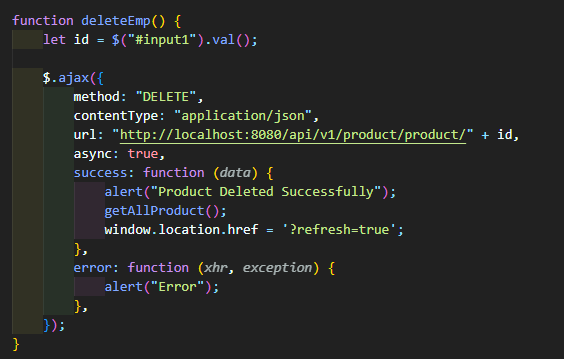 function deleteEmp() {
    let id = $("#input1").val();

    $.ajax({
        method: "DELETE",
        contentType: "application/json",
        url: "http://localhost:8080/api/v1/product/product/" + id,
        async: true,
        success: function (data) {
            alert("Product Deleted Successfully");
            getAllProduct();
            window.location.href = '?refresh=true';
        },
        error: function (xhr, exception) {
            alert("Error");
        },
    });
}